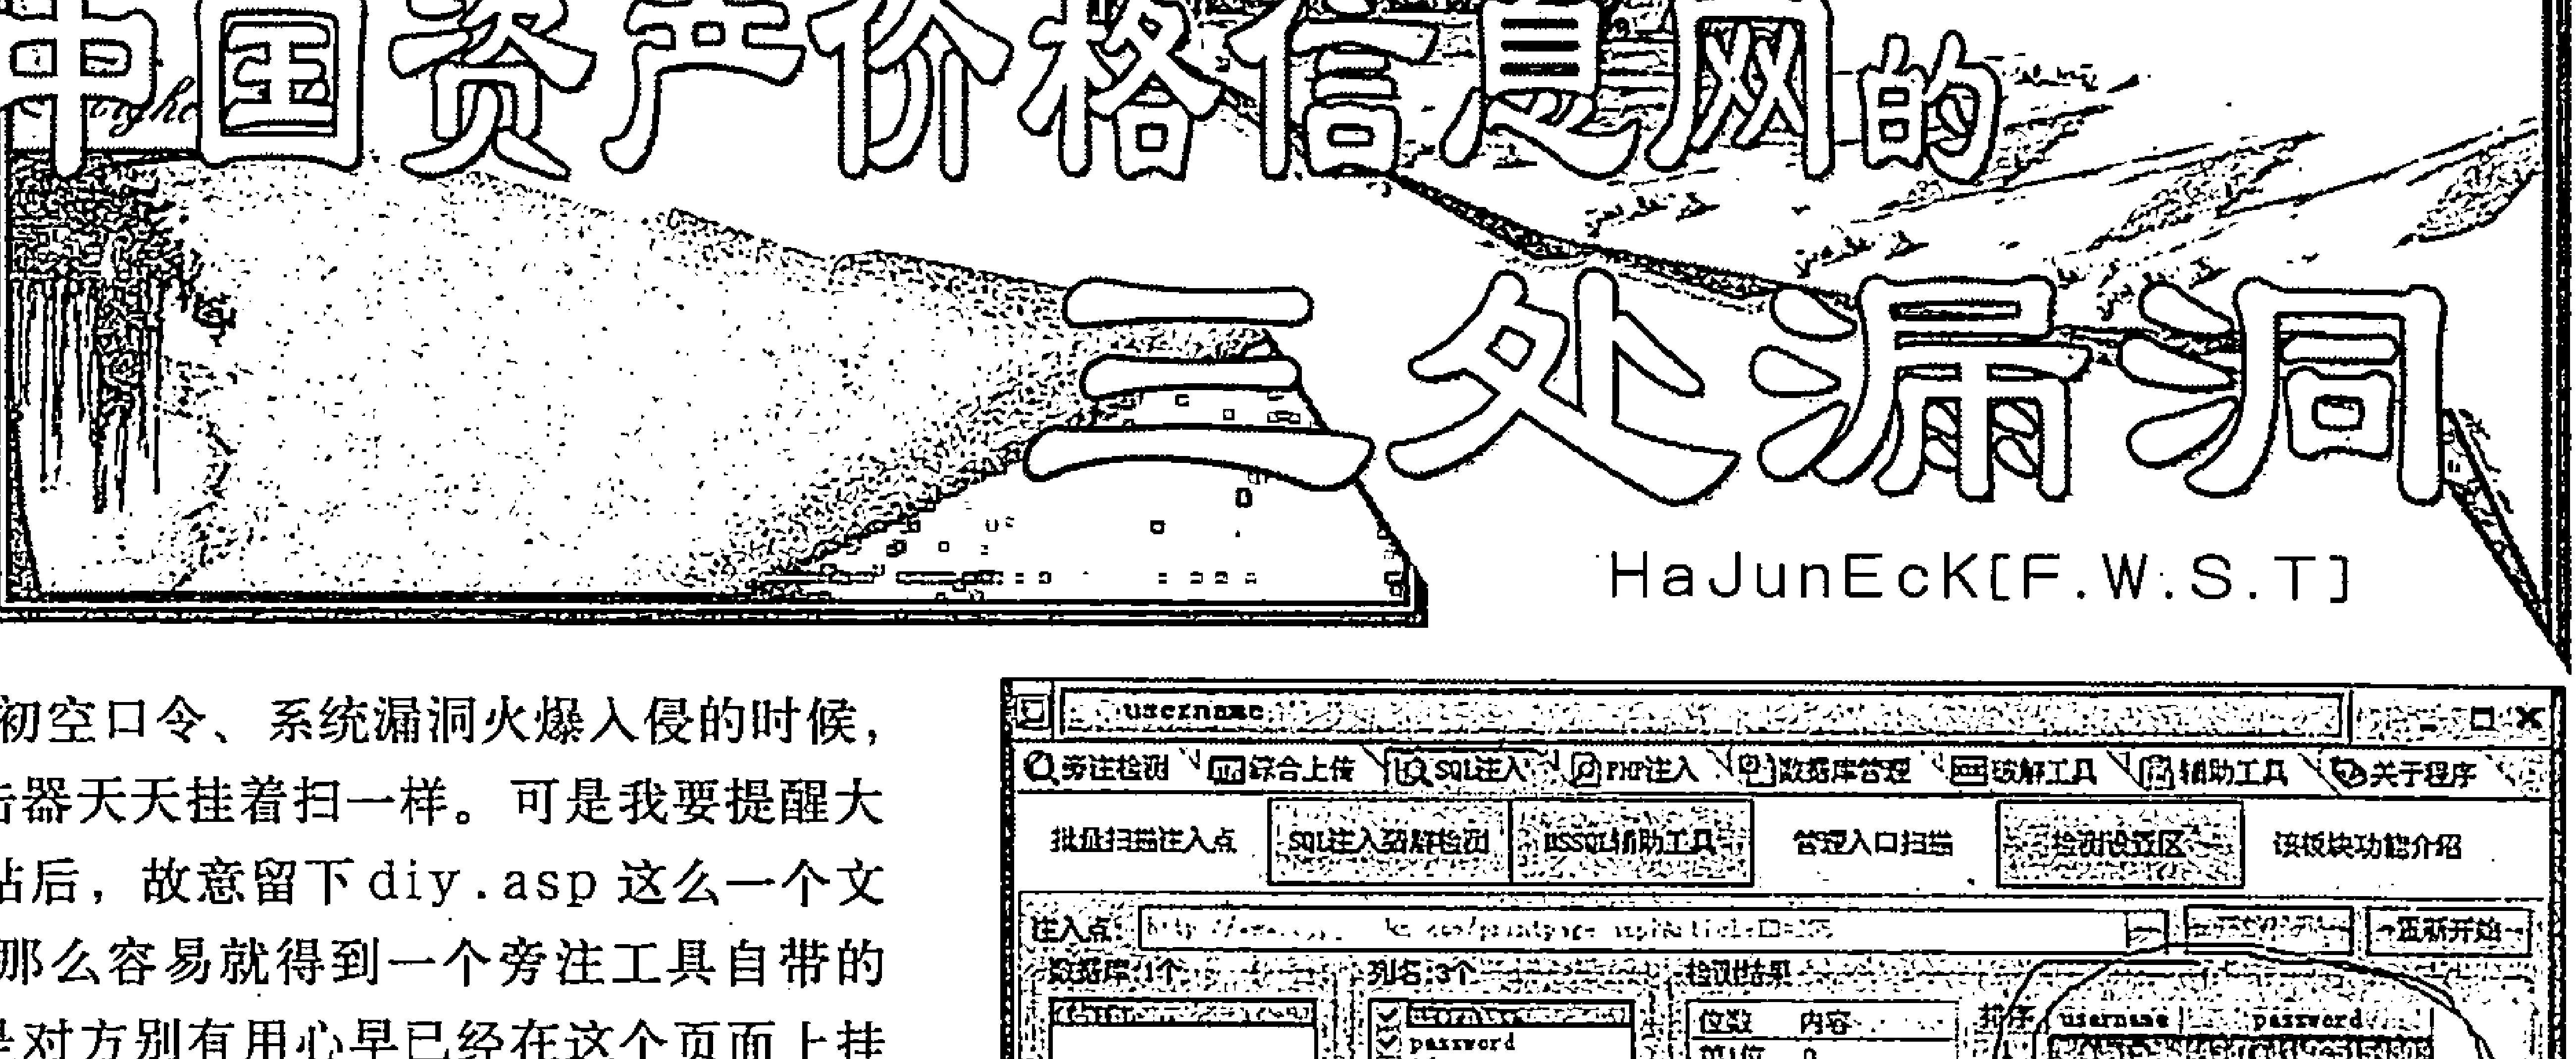 中国资产价格信息网的
三处漏洞
HaJunEcK[F.W.S.T]
初空口令、系统漏洞火爆入侵的时候,
击器天天挂着扫一样。可是我要提醒大
站后,故意留下diy.asp这么一个文
那么容易就得到一个旁注工具自带的
是对方别有用心早已经在这个页面上挂
username
旁注检测 综合上传 SQL注入 PHP注入 数据库管理 破解工具 辅助工具 关于程序
批量扫描注入点 SQL注入猜解检测 MSSQL辅助工具 管理入口扫描 检测设置区 该板块功能介绍
注入点: 重新开始
数据库:1个 列名:3个 检测结果
位数 内容 排序 username password
password